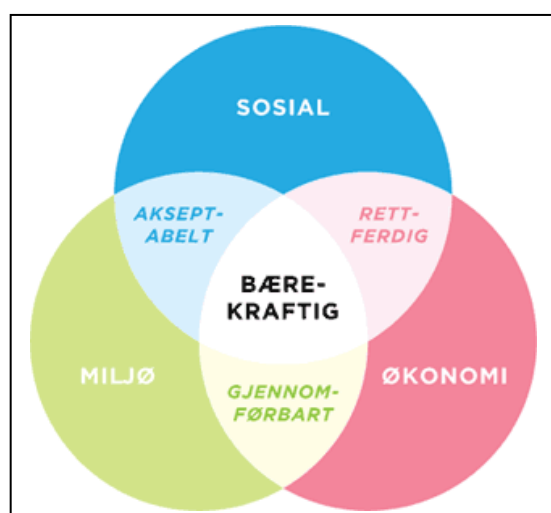 SOSIAL
AKSEPT-
ABELT
RETT-
FERDIG
BÆRE-
KRAFTIG
MILJØ
ØKONOMI
GJENNOM-
FØRBART